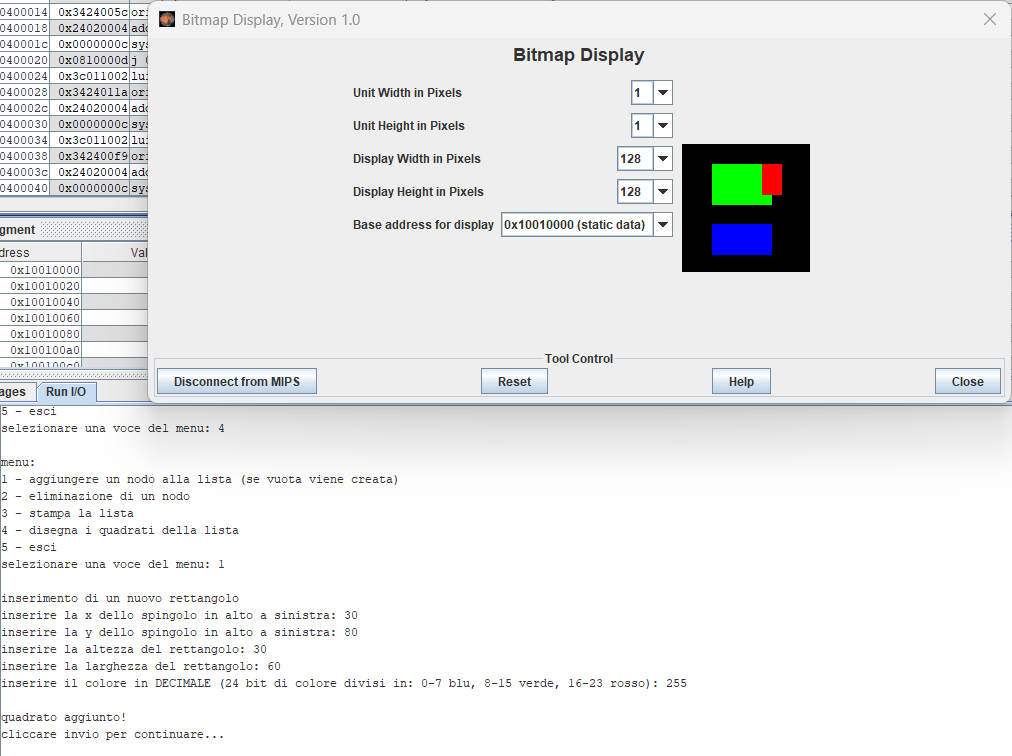 Bitmap Display, Version 1.0
Bitmap Display
Unit Width in Pixels 1
Unit Height in Pixels 1
Display Width in Pixels 128
Display Height in Pixels 128
Base address for display 0x10010000 (static data)
Tool Control
Disconnect from MIPS Reset Help Close
0400014 0x3424005c ori
0400018 0x24020004 add
040001c 0x0000000c sys
0400020 0x0810000d j
0400024 0x3c011002 lui
0400028 0x3424011a ori
040002c 0x24020004 add
0400030 0x0000000c sys
0400034 0x3c011002 lui
0400038 0x342400f9 ori
040003c 0x24020004 add
0400040 0x0000000c sys
gment
dress Val
0x10010000
0x10010020
0x10010040
0x10010060
0x10010080
0x100100a0
0x100100c0
ages Run I/O
5 - esci
selezionare una voce del menu: 4
menu:
1 - aggiungere un nodo alla lista (se vuota viene creata)
2 - eliminazione di un nodo
3 - stampa la lista
4 - disegna i quadrati della lista
5 - esci
selezionare una voce del menu: 1
inserimento di un nuovo rettangolo
inserire la x dello spingolo in alto a sinistra: 30
inserire la y dello spingolo in alto a sinistra: 80
inserire la altezza del rettangolo: 30
inserire la larghezza del rettangolo: 60
inserire il colore in DECIMALE (24 bit di colore divisi in: 0-7 blu, 8-15 verde, 16-23 rosso): 255
quadrato aggiunto!
cliccare invio per continuare...